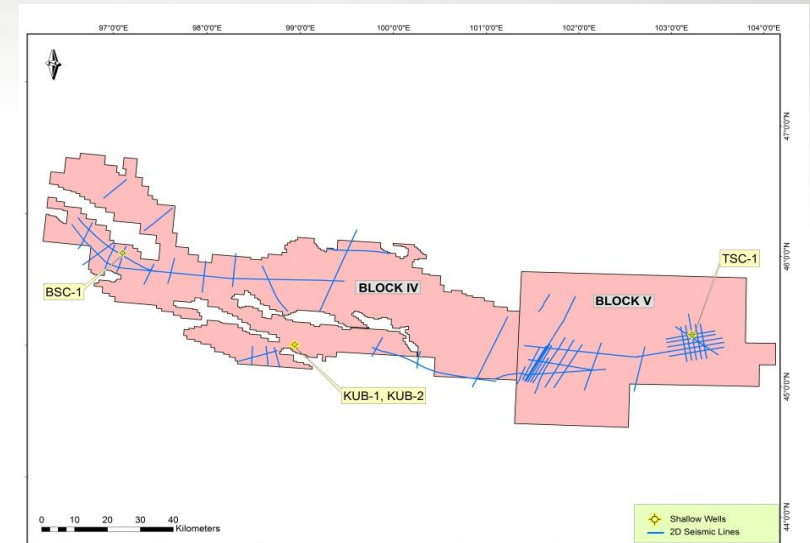 97°0'0"E 98°0'0"E 99°0'0"E 100°0'0"E 101°0'0"E 102°0'0"E 103°0'0"E 104°0'0"E
47°0'0"N
46°0'0"N
TSC-1
BSC-1
BLOCK IV
BLOCK V
KUB-1, KUB-2
45°0'0"N
44°0'0"N
0 10 20 30 40
Kilometers
Shallow Wells
2D Seismic Lines